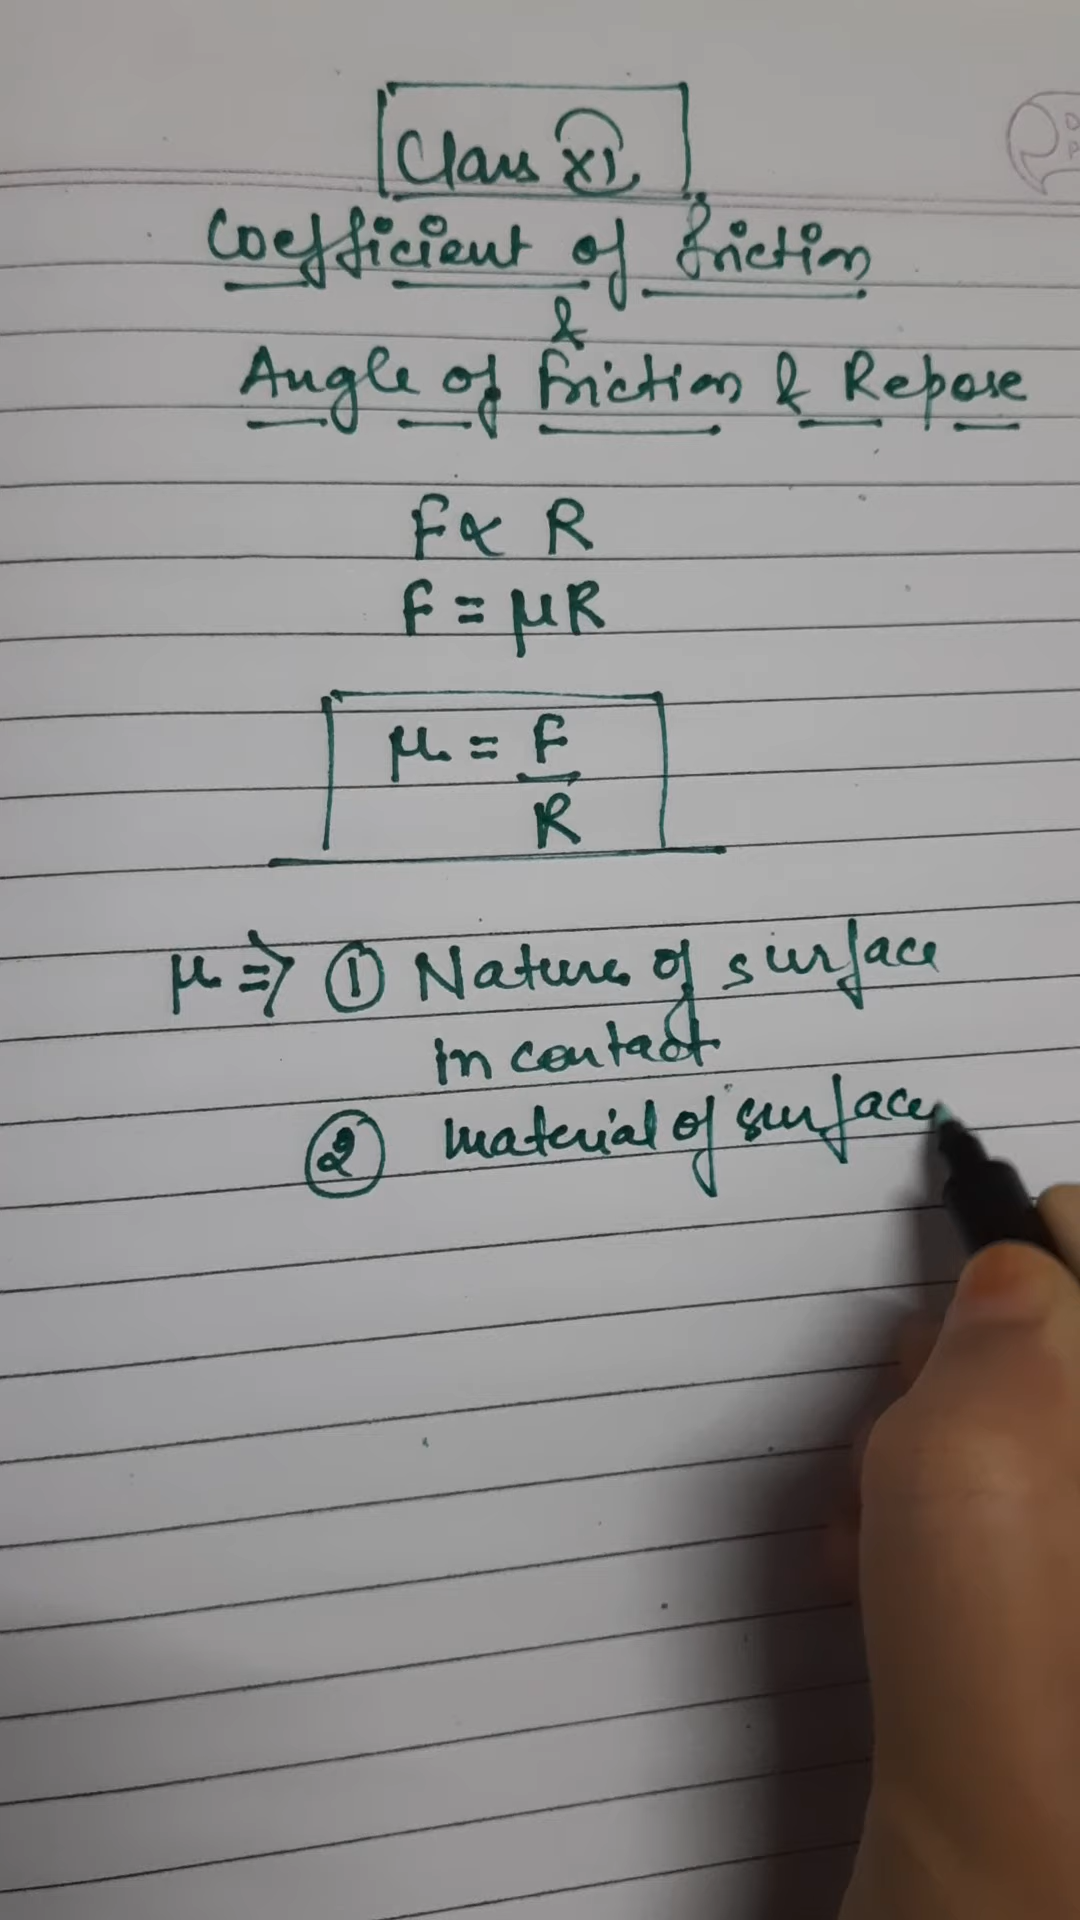 Class XI
Coefficient of friction
&
Angle of Friction & Repose
F ∝ R
F = μR
μ = F
R
μ ⇒ ① Nature of surface
in contact
② material of surface